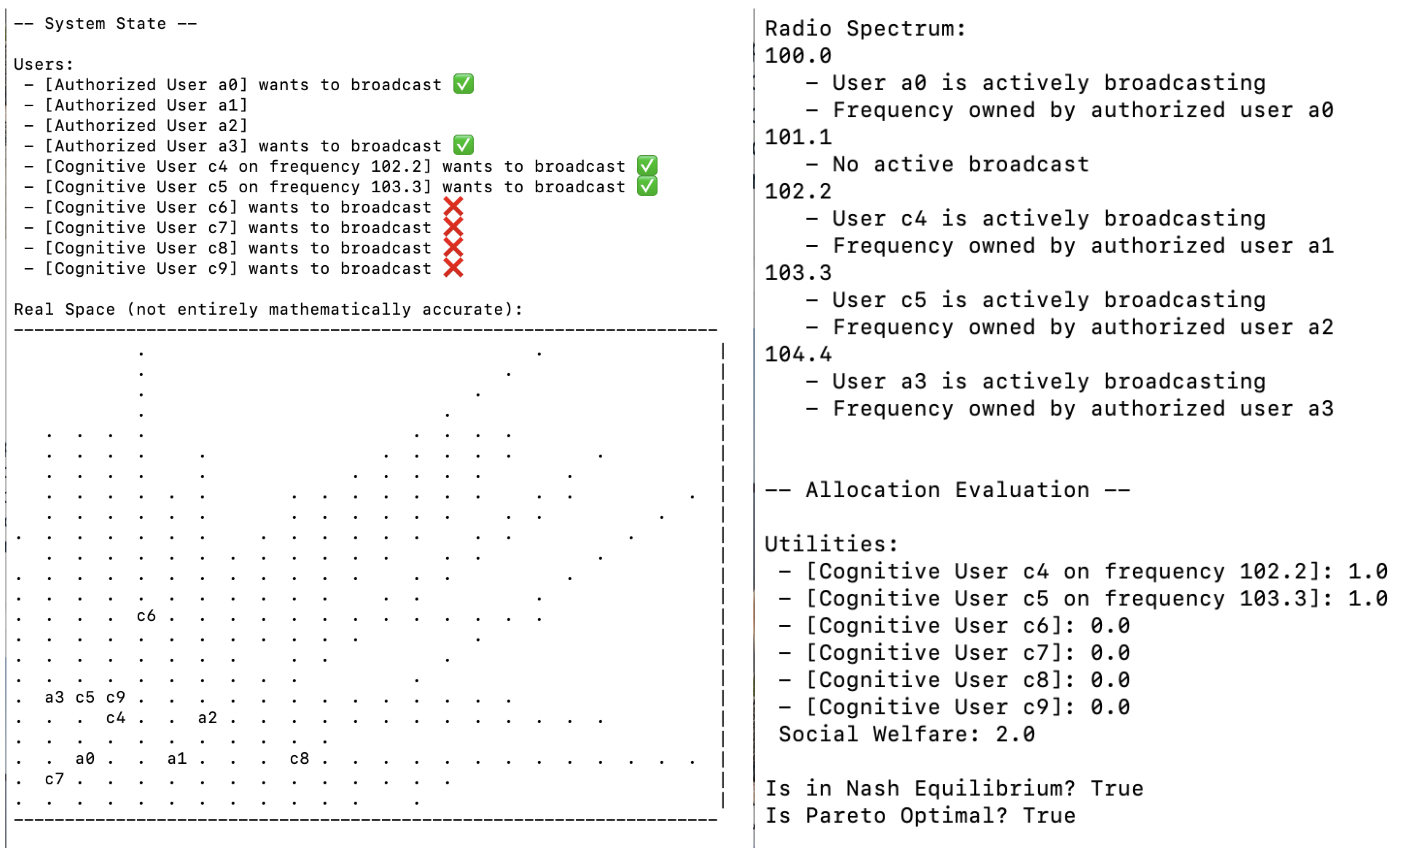 -- System State --
Users:
- [Authorized User a0] wants to broadcast ✅
- [Authorized User a1]
- [Authorized User a2]
- [Authorized User a3] wants to broadcast ✅
- [Cognitive User c4 on frequency 102.2] wants to broadcast ✅
- [Cognitive User c5 on frequency 103.3] wants to broadcast ✅
- [Cognitive User c6] wants to broadcast ❌
- [Cognitive User c7] wants to broadcast ❌
- [Cognitive User c8] wants to broadcast ❌
- [Cognitive User c9] wants to broadcast ❌
Real Space (not entirely mathematically accurate):
c6
a3 c5 c9
c4 a2
a0 a1 c8
c7
Radio Spectrum:
100.0
- User a0 is actively broadcasting
- Frequency owned by authorized user a0
101.1
- No active broadcast
102.2
- User c4 is actively broadcasting
- Frequency owned by authorized user a1
103.3
- User c5 is actively broadcasting
- Frequency owned by authorized user a2
104.4
- User a3 is actively broadcasting
- Frequency owned by authorized user a3
-- Allocation Evaluation --
Utilities:
- [Cognitive User c4 on frequency 102.2]: 1.0
- [Cognitive User c5 on frequency 103.3]: 1.0
- [Cognitive User c6]: 0.0
- [Cognitive User c7]: 0.0
- [Cognitive User c8]: 0.0
- [Cognitive User c9]: 0.0
Social Welfare: 2.0
Is in Nash Equilibrium? True
Is Pareto Optimal? True